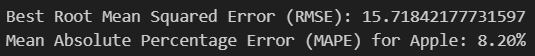 Best Root Mean Squared Error (RMSE): 15.71842177731597
Mean Absolute Percentage Error (MAPE) for Apple: 8.20%